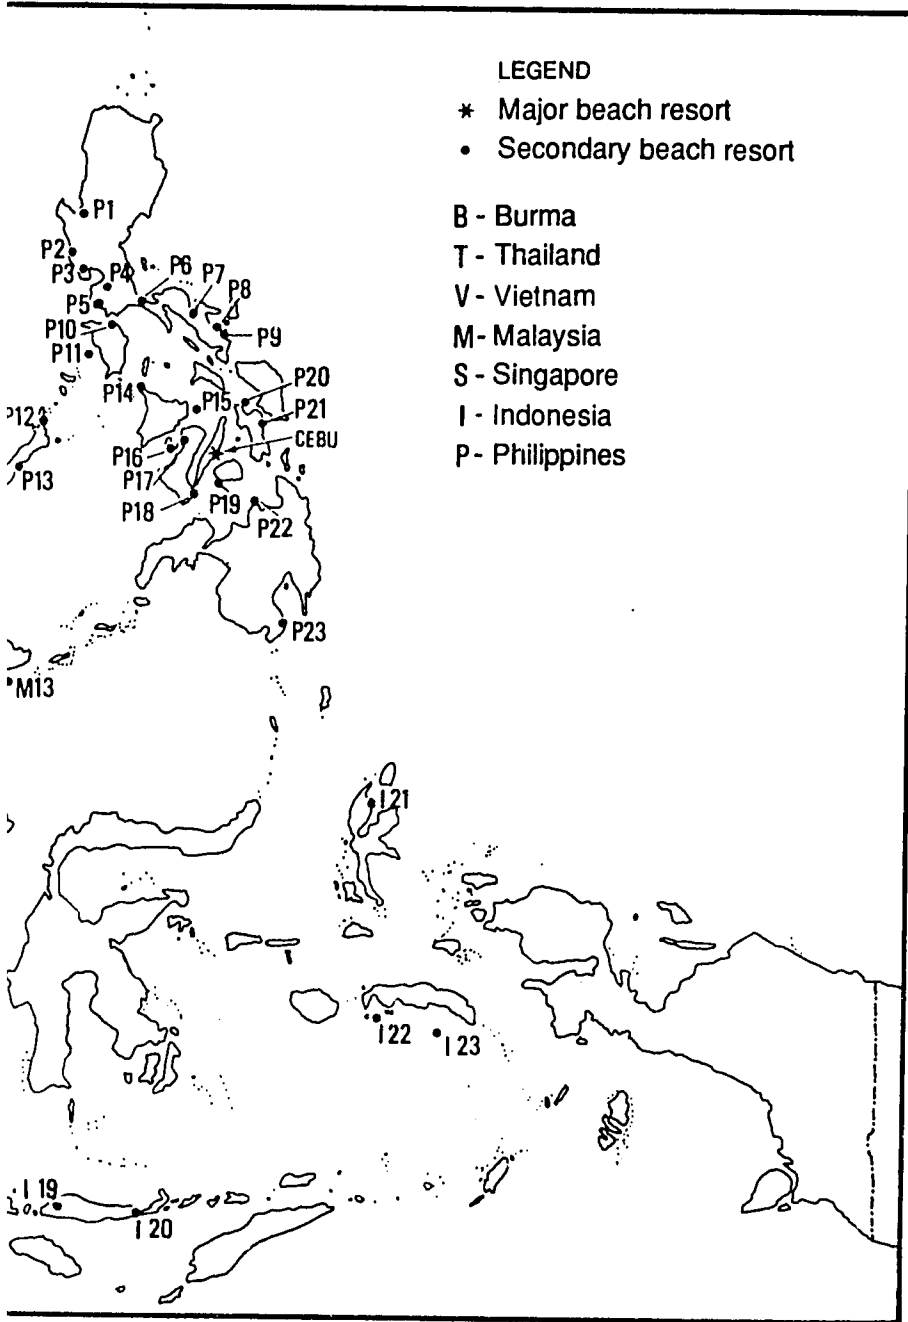 LEGEND
* Major beach resort
• Secondary beach resort
B - Burma
T - Thailand
V - Vietnam
M - Malaysia
S - Singapore
I - Indonesia
P - Philippines
P1
P2
P3
P4
P6
P7
P8
P5
P10
P9
P11
P14
P15
P20
P12
P21
P16
CEBU
P13
P17
P19
P18
P22
P23
M13
I 21
I 22
I 23
I 19
I 20